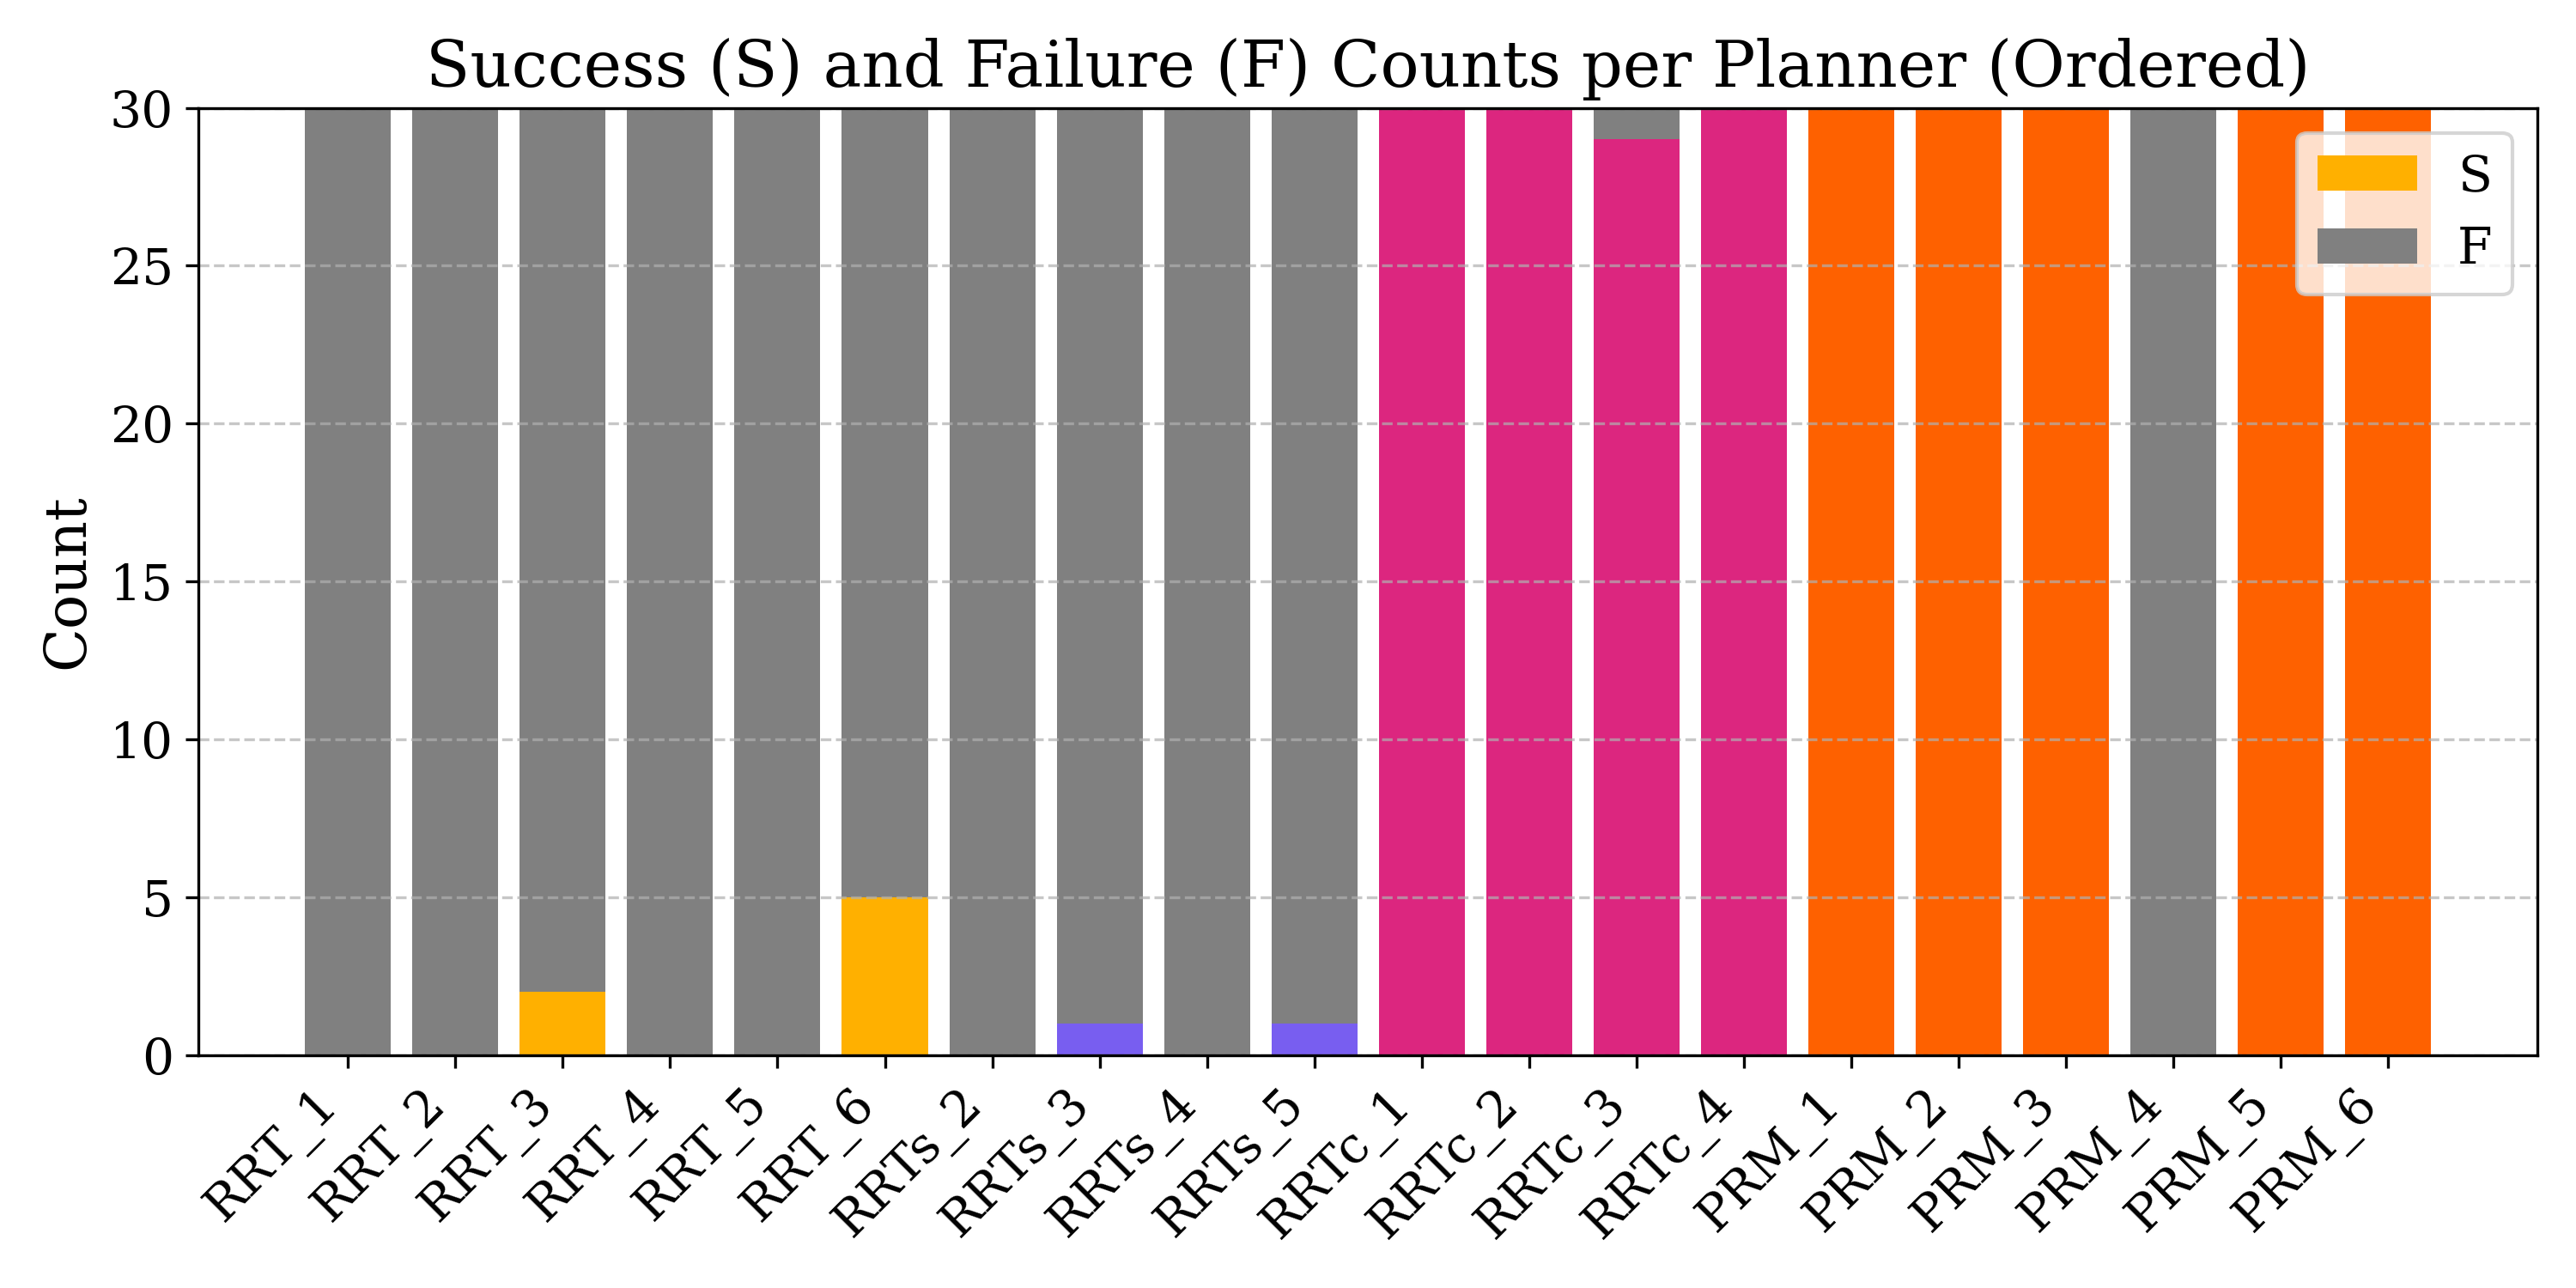 Success (S) and Failure (F) Counts per Planner (Ordered)
30
25
20
15
10
5
0
Count
S
F
RRT_1
RRT_2
RRT_3
RRT_4
RRT_5
RRT_6
RRTs_2
RRTs_3
RRTs_4
RRTs_5
RRTc_1
RRTc_2
RRTc_3
RRTc_4
PRM_1
PRM_2
PRM_3
PRM_4
PRM_5
PRM_6